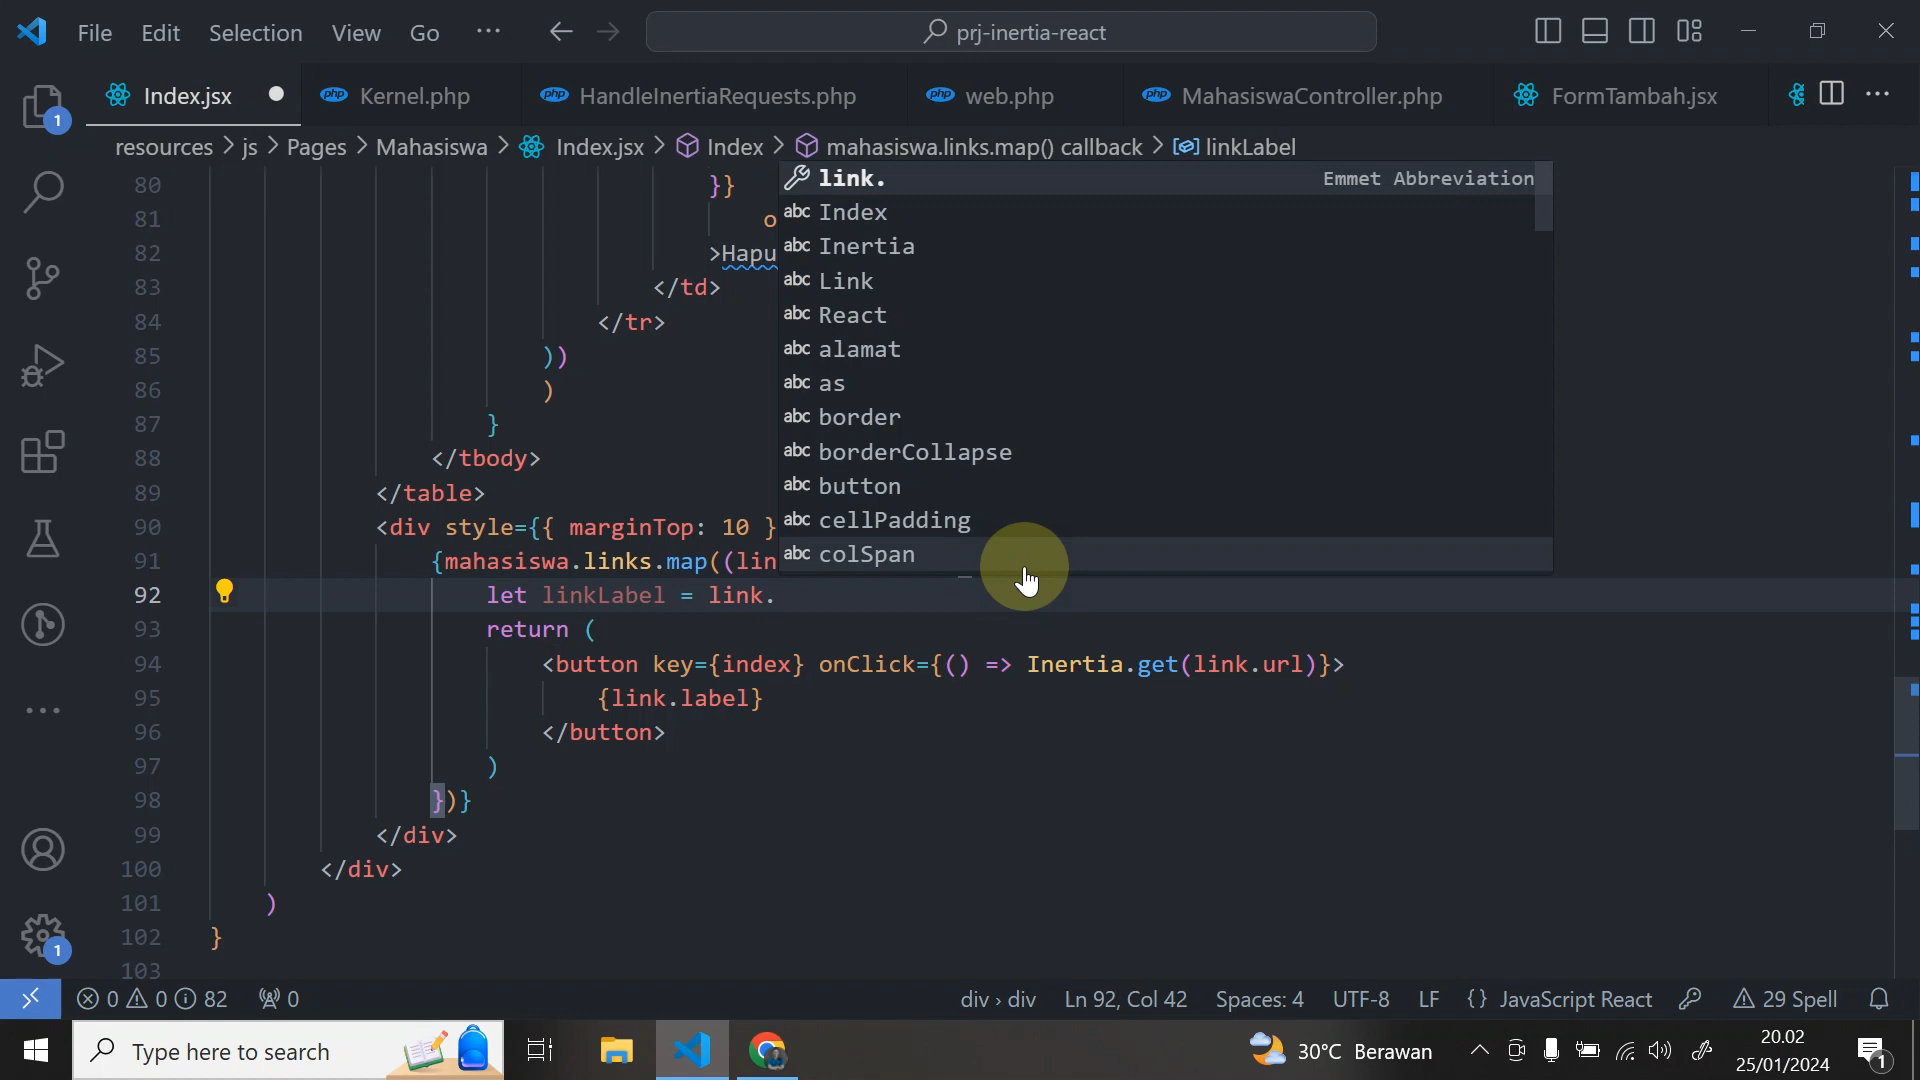 File Edit Selection View Go ··· prj-inertia-react
1 Index.jsx Kernel.php HandleInertiaRequests.php web.php MahasiswaController.php FormTambah.jsx
resources > js > Pages > Mahasiswa > Index.jsx > Index > mahasiswa.links.map() callback > linkLabel
80 }}
81 o
82 >Hapu
83 </td>
84 </tr>
85 ))
86 )
87 }
88 </tbody>
89 </table>
90 <div style={{ marginTop: 10 }
91 {mahasiswa.links.map((lin
92 let linkLabel = link.
93 return (
94 <button key={index} onClick={() => Inertia.get(link.url)}>
95 {link.label}
96 </button>
97 )
98 })}
99 </div>
100 </div>
101 )
102 }
103
link. Emmet Abbreviation
abc Index
abc Inertia
abc Link
abc React
abc alamat
abc as
abc border
abc borderCollapse
abc button
abc cellPadding
abc colSpan
1
0 0 82 0 div › div Ln 92, Col 42 Spaces: 4 UTF-8 LF {} JavaScript React 29 Spell
Type here to search 30°C Berawan 20.02
25/01/2024 1